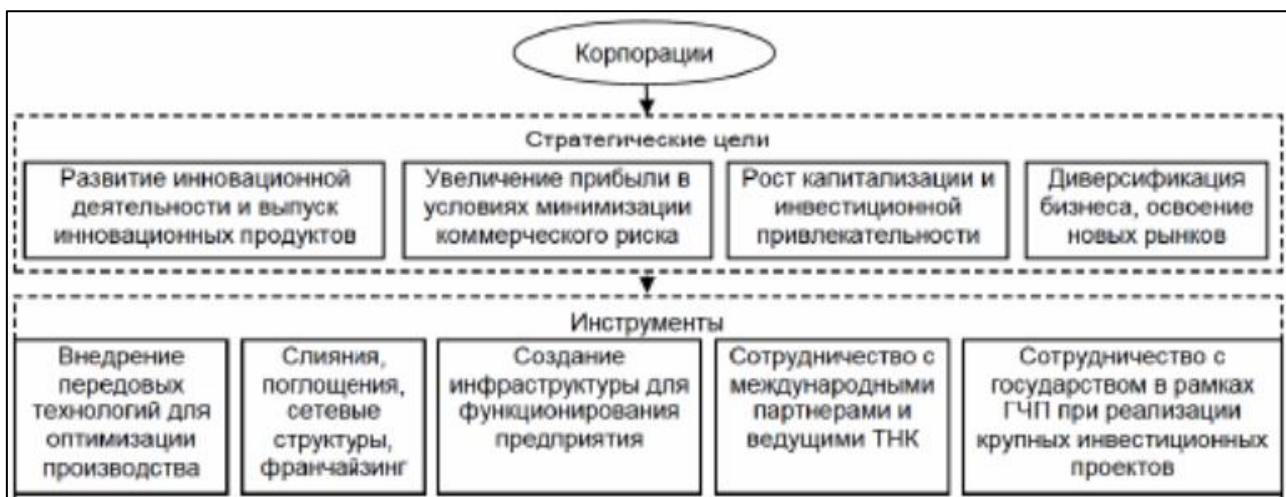 Корпорации
Стратегические цели
Развитие инновационной
деятельности и выпуск
инновационных продуктов
Увеличение прибыли в
условиях минимизации
коммерческого риска
Рост капитализации и
инвестиционной
привлекательности
Диверсификация
бизнеса, освоение
новых рынков
Инструменты
Внедрение
передовых
технологий для
оптимизации
производства
Слияния,
поглощения,
сетевые
структуры,
франчайзинг
Создание
инфраструктуры для
функционирования
предприятия
Сотрудничество с
международными
партнерами и
ведущими ТНК
Сотрудничество с
государством в рамках
ГЧП при реализации
крупных инвестиционных
проектов